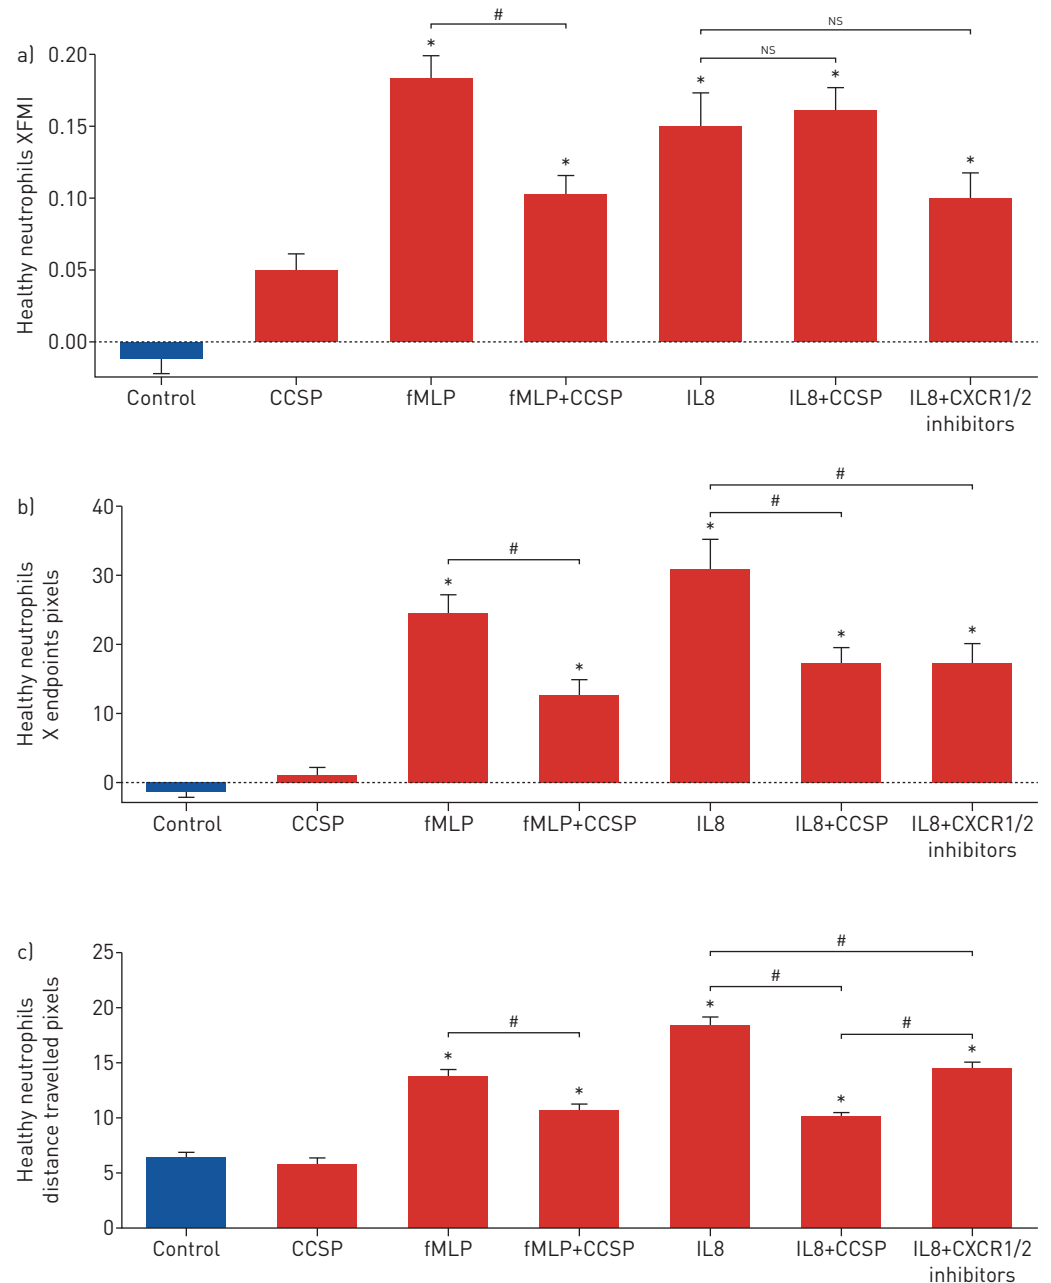 a)
Healthy neutrophils XFMI
0.20
0.15
0.10
0.05
0.00
#
NS
NS
*
*
*
*
*
Control
CCSP
fMLP
fMLP+CCSP
IL8
IL8+CCSP
IL8+CXCR1/2
inhibitors
b)
Healthy neutrophils
X endpoints pixels
40
30
20
10
0
#
#
#
*
*
*
*
*
Control
CCSP
fMLP
fMLP+CCSP
IL8
IL8+CCSP
IL8+CXCR1/2
inhibitors
c)
Healthy neutrophils
distance travelled pixels
25
20
15
10
5
0
#
#
#
#
*
*
*
*
*
Control
CCSP
fMLP
fMLP+CCSP
IL8
IL8+CCSP
IL8+CXCR1/2
inhibitors